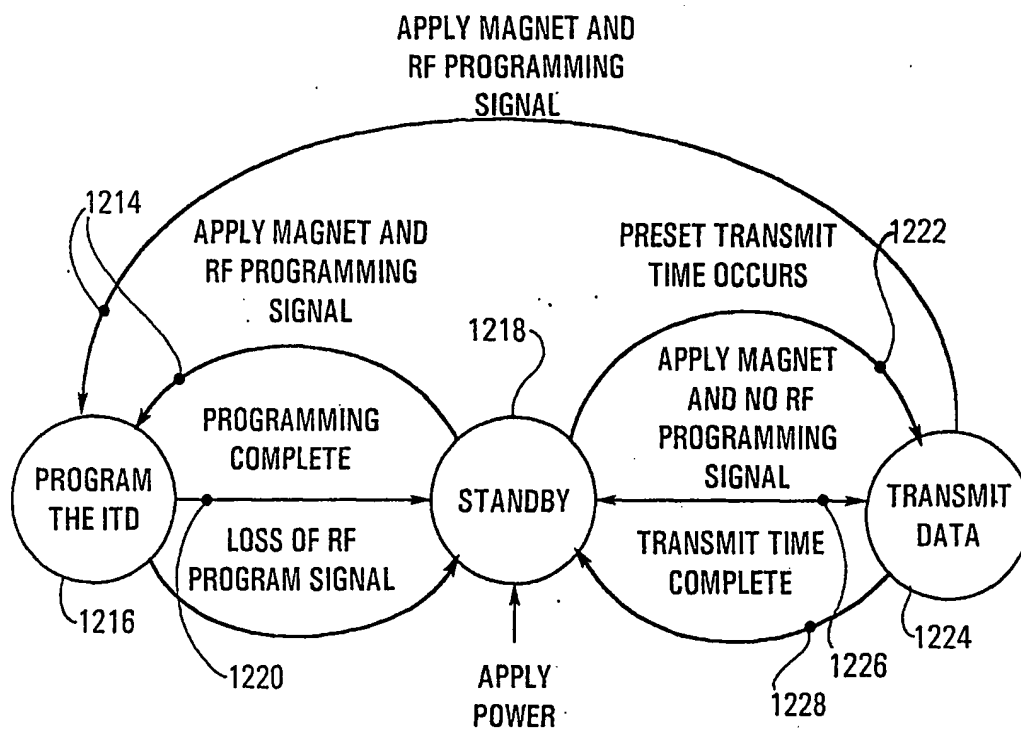 APPLY MAGNET AND
RF PROGRAMMING
SIGNAL
1214
APPLY MAGNET AND
RF PROGRAMMING
SIGNAL
PRESET TRANSMIT
TIME OCCURS
1222
1218
APPLY MAGNET
AND NO RF
PROGRAMMING
SIGNAL
PROGRAMMING
COMPLETE
PROGRAM
THE ITD
STANDBY
TRANSMIT
DATA
LOSS OF RF
PROGRAM SIGNAL
TRANSMIT TIME
COMPLETE
1216
1220
APPLY
POWER
1228
1226
1224